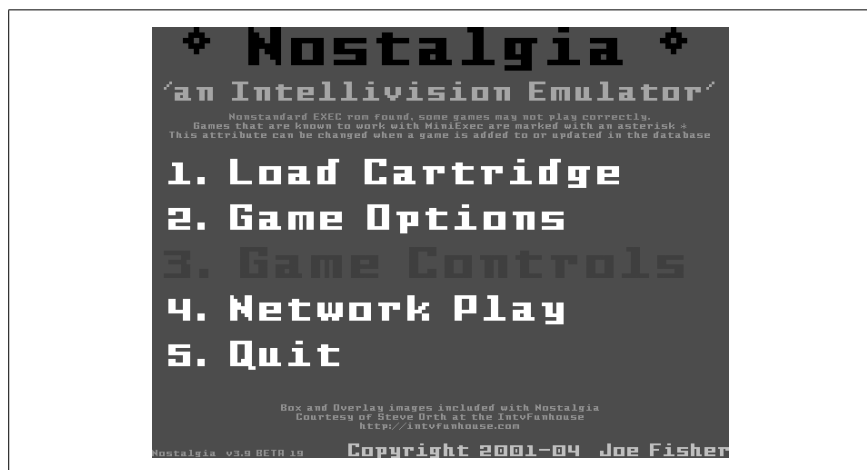 Nostalgia
'an Intellivision Emulator'
Nonstandard EXEC rom found, some games may not play correctly.
Games that are known to work with MiniExec are marked with an asterisk *
This attribute can be changed when a game is added to or updated in the database
1. Load Cartridge
2. Game Options
3. Game Controls
4. Network Play
5. Quit
Box and Overlay images included with Nostalgia
Courtesy of Steve Orth at the IntvFunhouse
http://intvfunhouse.com
Nostalgia v3.9 BETA 19 Copyright 2001-04 Joe Fisher